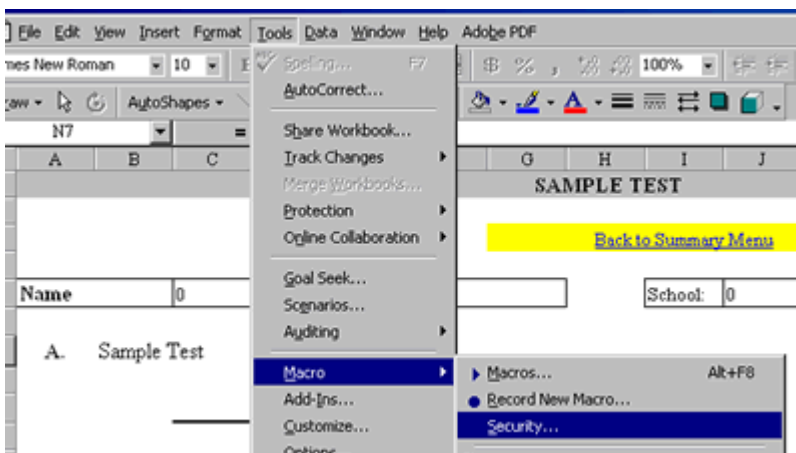 File Edit View Insert Format Tools Data Window Help Adobe PDF
mes New Roman 10 Spelling... F7 $ % , 100%
AutoCorrect...
aw AutoShapes
N7 = Share Workbook...
A B C Track Changes G H I J
Merge Workbooks... SAMPLE TEST
Protection
Online Collaboration Back to Summary Menu
Goal Seek...
Name 0 School: 0
Scenarios...
Auditing
A. Sample Test
Macro Macros... Alt+F8
Add-Ins... Record New Macro...
Customize... Security...
Options...